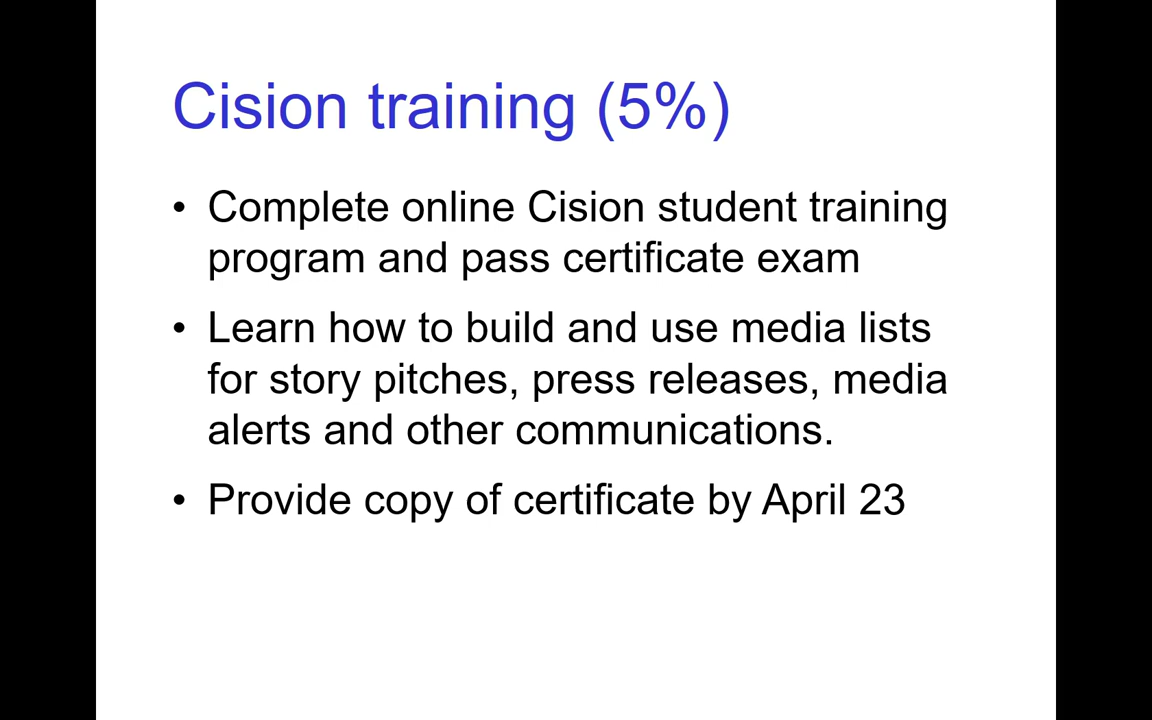 Cision training (5%)
• Complete online Cision student training
program and pass certificate exam
• Learn how to build and use media lists
for story pitches, press releases, media
alerts and other communications.
• Provide copy of certificate by April 23